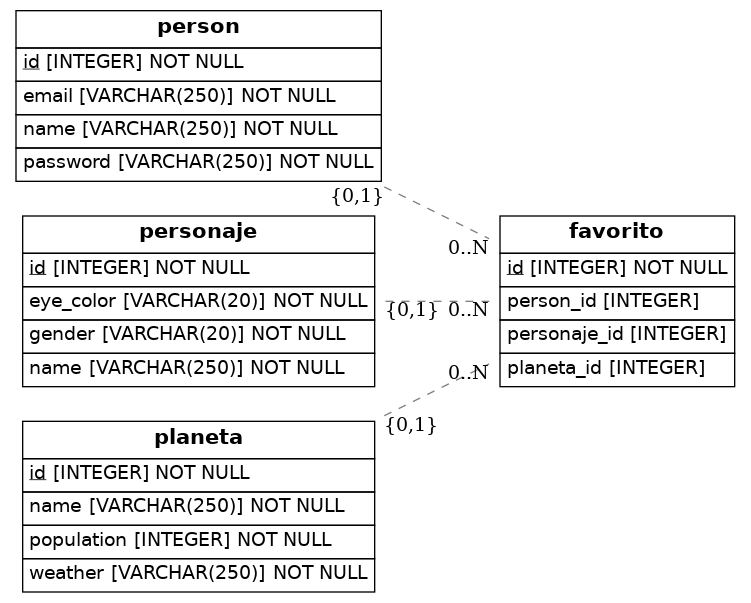 person
id [INTEGER] NOT NULL
email [VARCHAR(250)] NOT NULL
name [VARCHAR(250)] NOT NULL
password [VARCHAR(250)] NOT NULL
{0,1}
0..N
personaje
id [INTEGER] NOT NULL
eye_color [VARCHAR(20)] NOT NULL
gender [VARCHAR(20)] NOT NULL
name [VARCHAR(250)] NOT NULL
{0,1} 0..N
favorito
id [INTEGER] NOT NULL
person_id [INTEGER]
personaje_id [INTEGER]
planeta_id [INTEGER]
0..N
{0,1}
planeta
id [INTEGER] NOT NULL
name [VARCHAR(250)] NOT NULL
population [INTEGER] NOT NULL
weather [VARCHAR(250)] NOT NULL